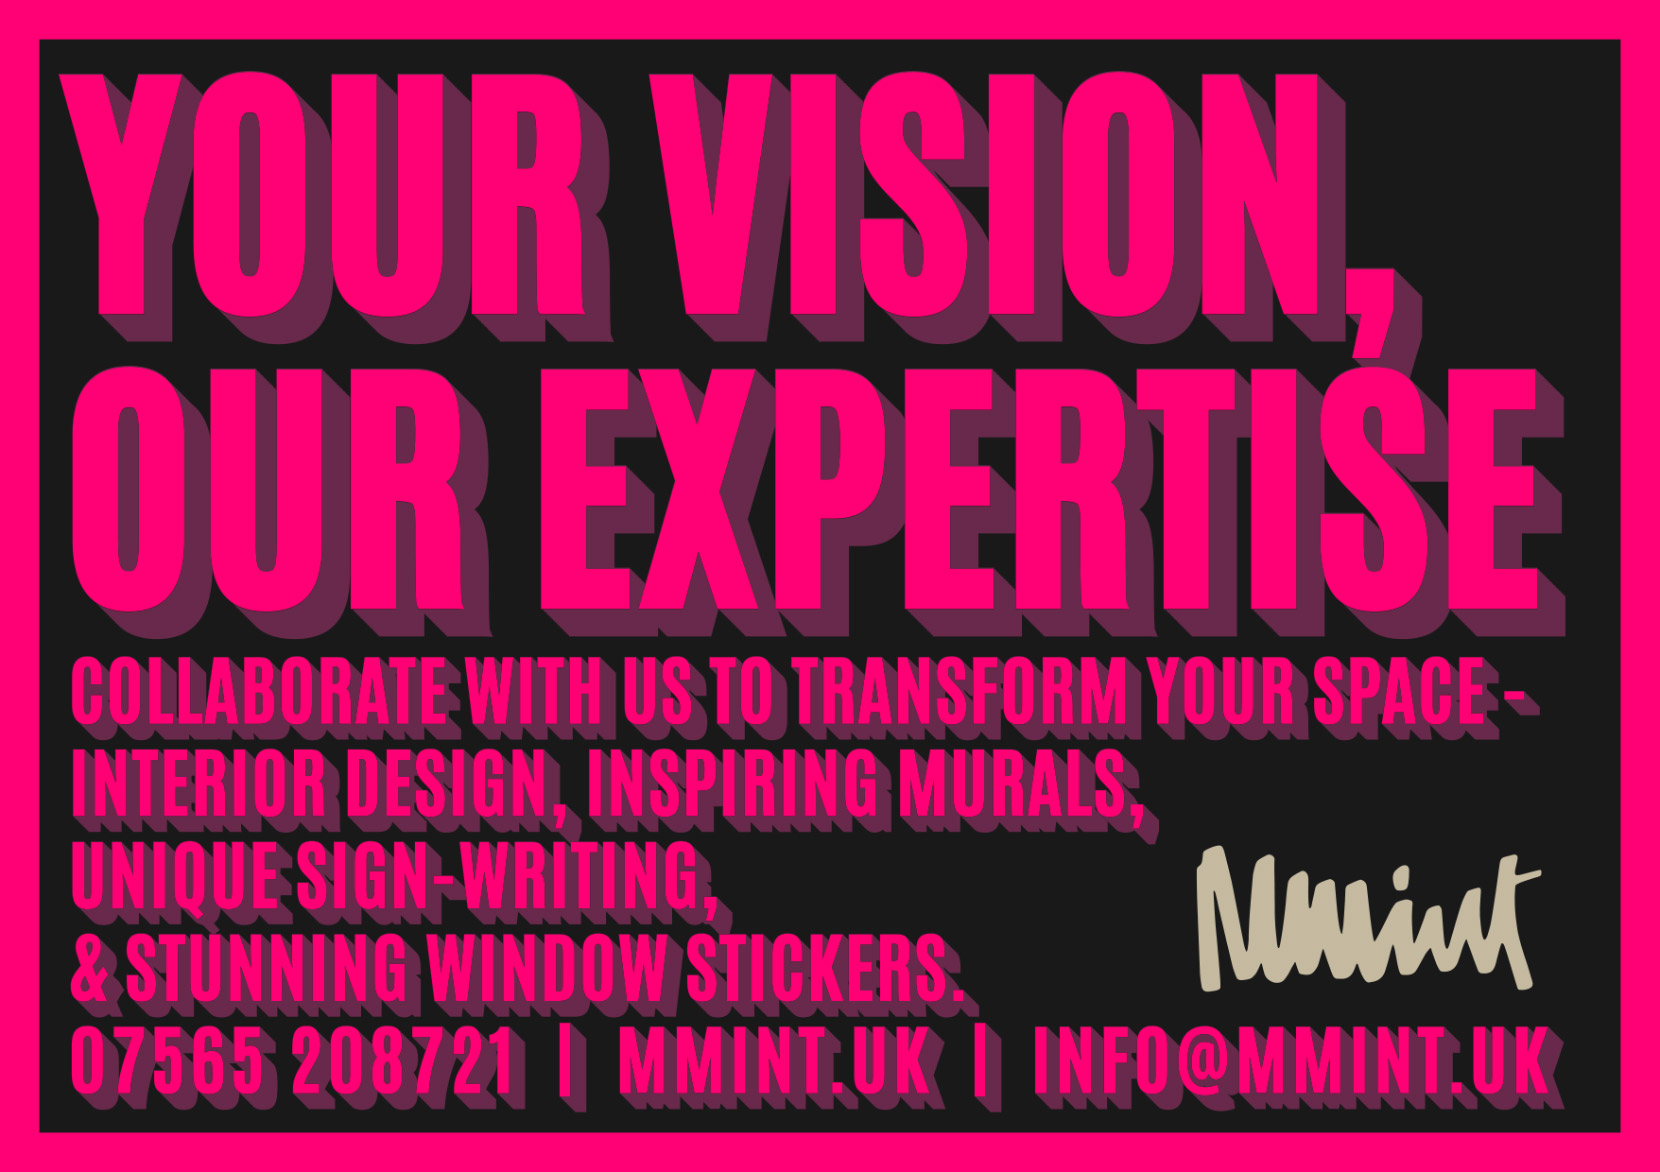 YOUR VISION,
OUR EXPERTISE
COLLABORATE WITH US TO TRANSFORM YOUR SPACE -
INTERIOR DESIGN, INSPIRING MURALS,
UNIQUE SIGN-WRITING,
& STUNNING WINDOW STICKERS.
Mmint
07565 208721 | MMINT.UK | INFO@MMINT.UK